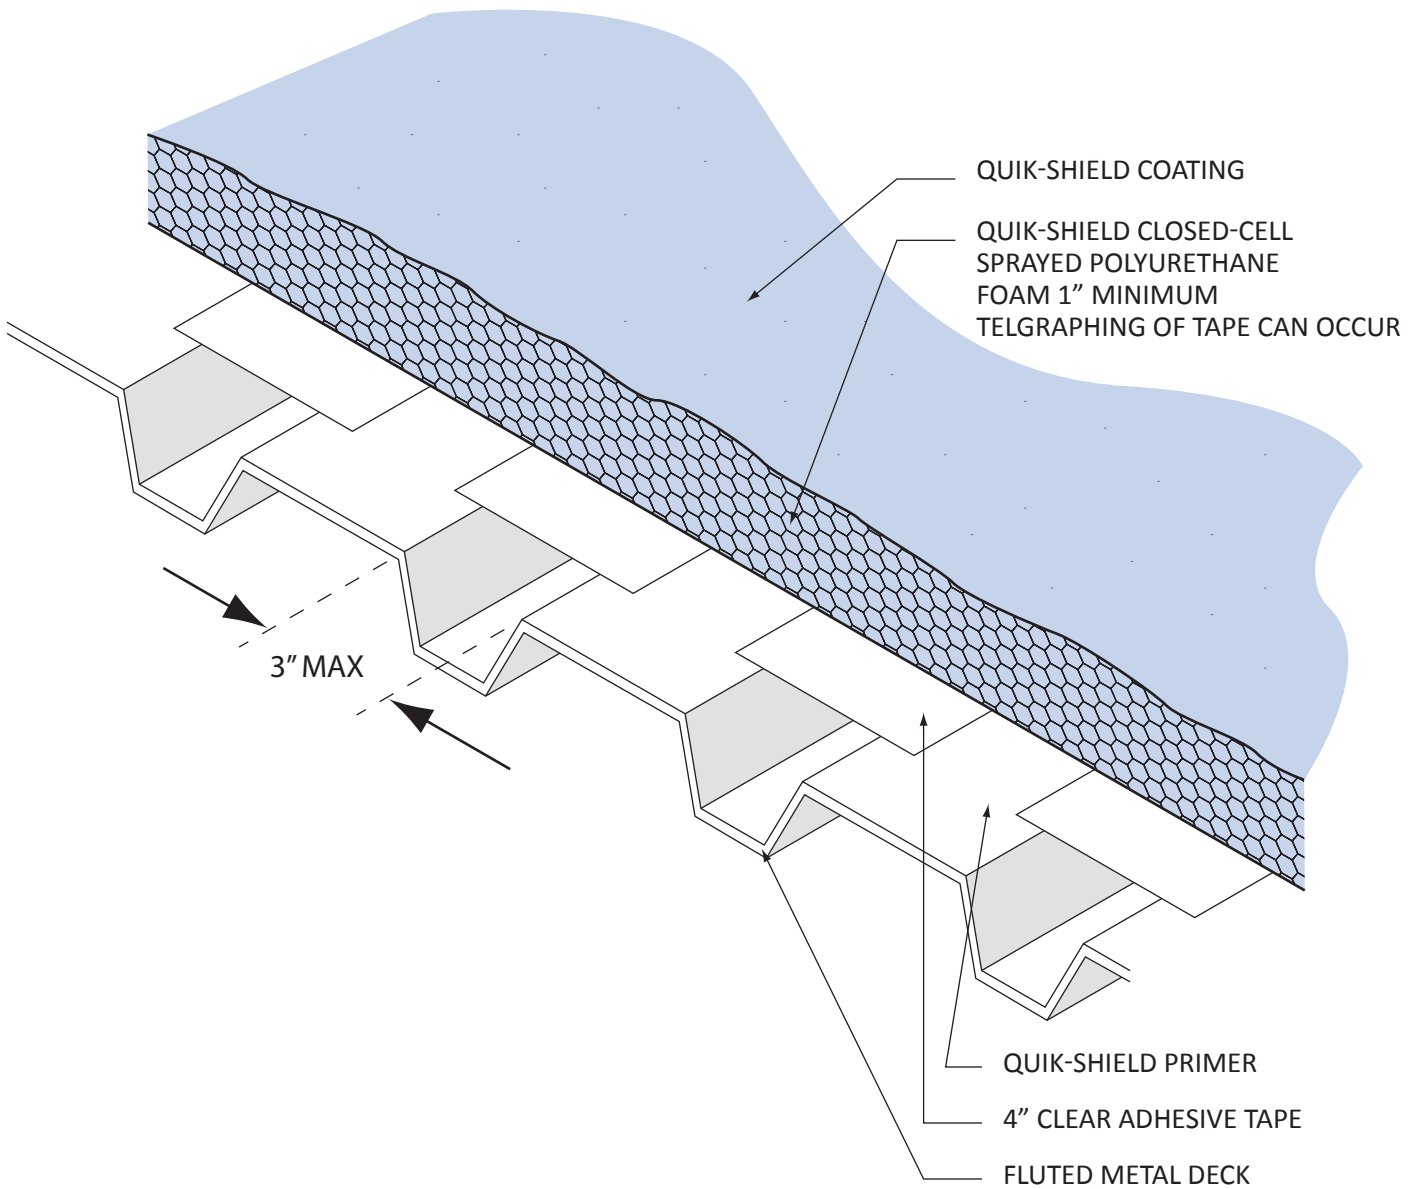 QUIK-SHIELD COATING
QUIK-SHIELD CLOSED-CELL
SPRAYED POLYURETHANE
FOAM 1” MINIMUM
TELGRAPHING OF TAPE CAN OCCUR
3” MAX
QUIK-SHIELD PRIMER
4” CLEAR ADHESIVE TAPE
FLUTED METAL DECK